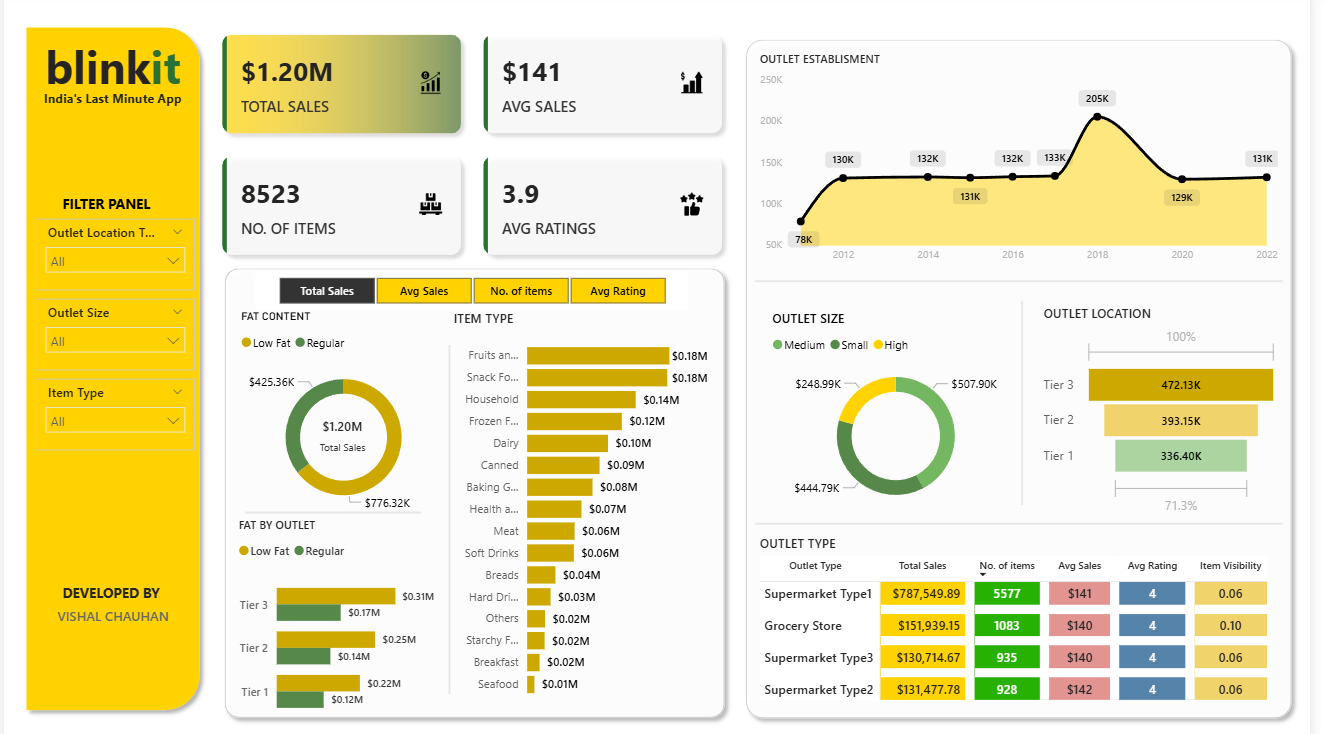 blinkit
India's Last Minute App
FILTER PANEL
Outlet Location T...
All
Outlet Size
All
Item Type
All
DEVELOPED BY
VISHAL CHAUHAN
$1.20M
TOTAL SALES
$141
AVG SALES
8523
NO. OF ITEMS
3.9
AVG RATINGS
Total Sales Avg Sales No. of items Avg Rating
FAT CONTENT
Low Fat Regular
$425.36K
$1.20M
Total Sales
$776.32K
FAT BY OUTLET
Low Fat Regular
Tier 3 $0.31M
$0.17M
Tier 2 $0.25M
$0.14M
Tier 1 $0.22M
$0.12M
ITEM TYPE
Fruits an... $0.18M
Snack Fo... $0.18M
Household $0.14M
Frozen F... $0.12M
Dairy $0.10M
Canned $0.09M
Baking G... $0.08M
Health a... $0.07M
Meat $0.06M
Soft Drinks $0.06M
Breads $0.04M
Hard Dri... $0.03M
Others $0.02M
Starchy F... $0.02M
Breakfast $0.02M
Seafood $0.01M
OUTLET ESTABLISMENT
250K
200K
150K
100K
50K
78K 130K 132K 131K 132K 133K 205K 129K 131K
2012 2014 2016 2018 2020 2022
OUTLET SIZE
Medium Small High
$248.99K $507.90K
$444.79K
OUTLET LOCATION
100%
Tier 3 472.13K
Tier 2 393.15K
Tier 1 336.40K
71.3%
OUTLET TYPE
Outlet Type Total Sales No. of items Avg Sales Avg Rating Item Visibility
Supermarket Type1 $787,549.89 5577 $141 4 0.06
Grocery Store $151,939.15 1083 $140 4 0.10
Supermarket Type3 $130,714.67 935 $140 4 0.06
Supermarket Type2 $131,477.78 928 $142 4 0.06